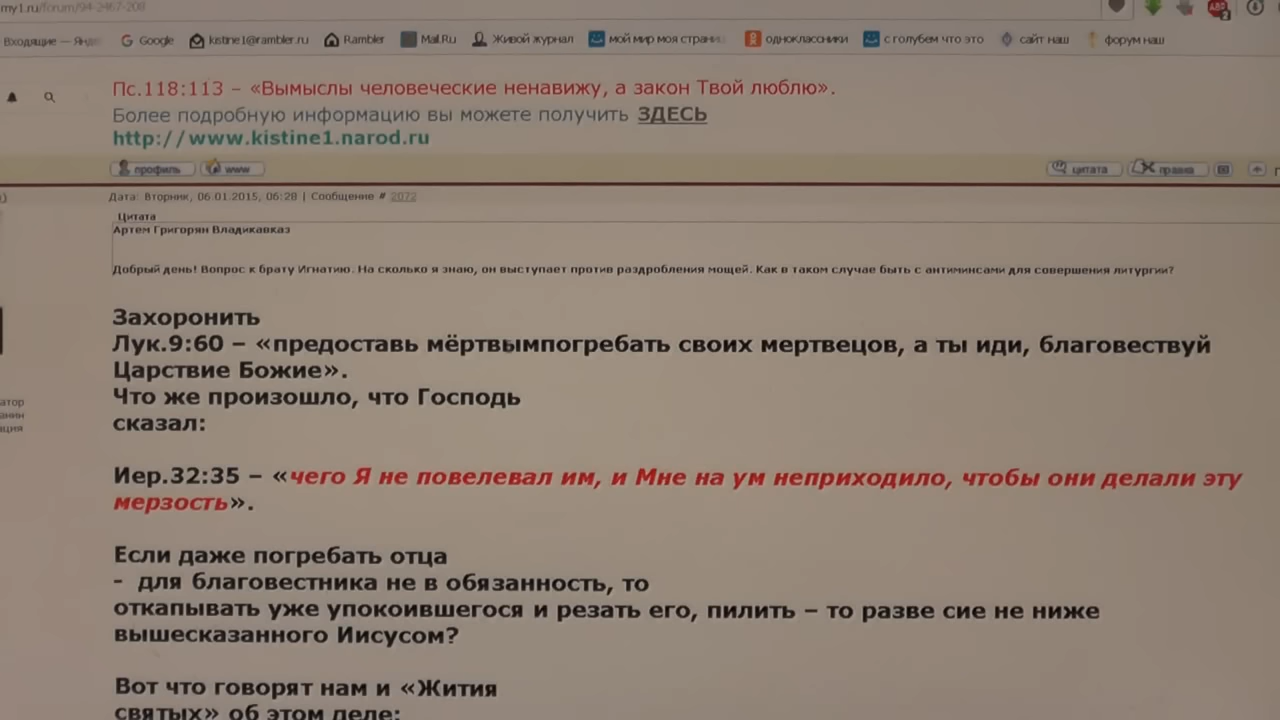 my1.ru/forum/94-2467-208
Входящие — Янде
Google
kistine1@rambler.ru
Rambler
Mail.Ru
Живой журнал
мой мир моя страниц
одноклассники
с голубем что это
сайт наш
форум наш
Пс.118:113 – «Вымыслы человеческие ненавижу, а закон Твой люблю».
Более подробную информацию вы можете получить ЗДЕСЬ
http://www.kistine1.narod.ru
профиль
www
цитата
правка
Дата: Вторник, 06.01.2015, 06:28 | Сообщение # 2072
Цитата
Артем Григорян Владикавказ
Добрый день! Вопрос к брату Игнатию. На сколько я знаю, он выступает против раздробления мощей. Как в таком случае быть с антиминсами для совершения литургии?
Захоронить
Лук.9:60 – «предоставь мёртвымпогребать своих мертвецов, а ты иди, благовествуй
Царствие Божие».
Что же произошло, что Господь
сказал:
Иер.32:35 – «чего Я не повелевал им, и Мне на ум неприходило, чтобы они делали эту
мерзость».
Если даже погребать отца
- для благовестника не в обязанность, то
откапывать уже упокоившегося и резать его, пилить – то разве сие не ниже
вышесказанного Иисусом?
Вот что говорят нам и «Жития
святых» об этом деле: